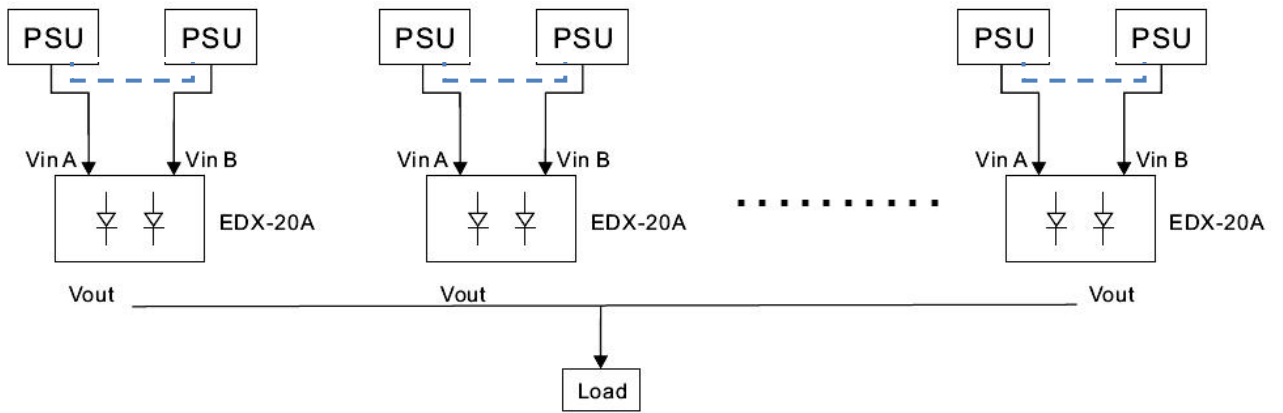 PSU PSU PSU PSU PSU PSU
Vin A Vin B Vin A Vin B Vin A Vin B
EDX-20A EDX-20A EDX-20A
Vout Vout Vout
Load